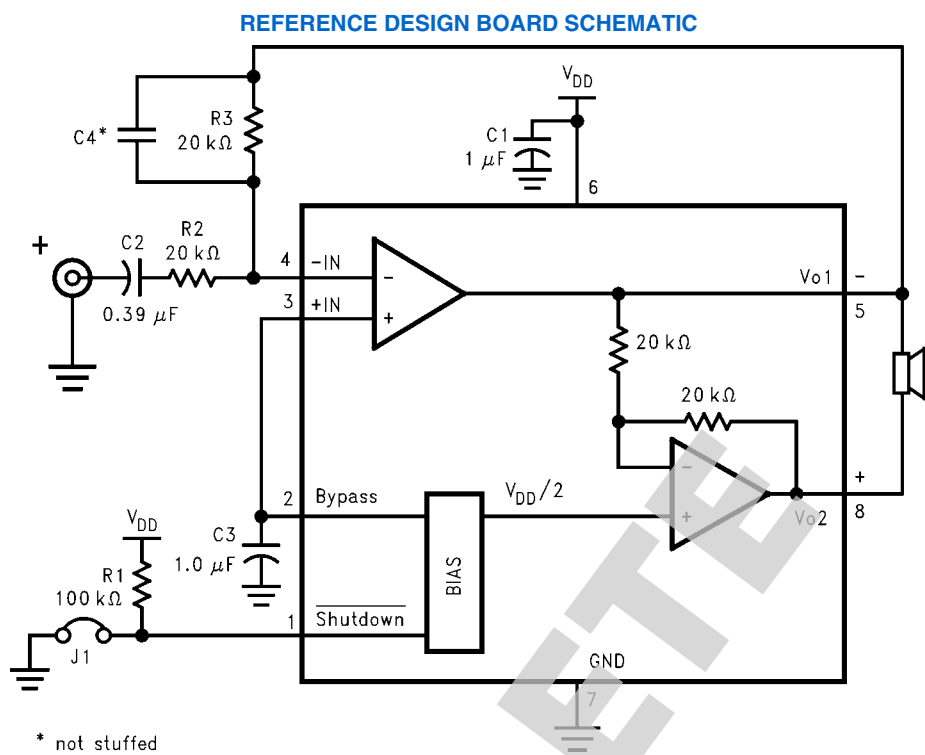 REFERENCE DESIGN BOARD SCHEMATIC
VDD
C4*
R3
20 kΩ
C1
1 μF
6
+
C2
0.39 μF
R2
20 kΩ
4
-IN
-
3
+IN
+
Vo1
-
5
20 kΩ
20 kΩ
-
+
VDD/2
+
8
Vo2
2
Bypass
C3
1.0 μF
BIAS
VDD
R1
100 kΩ
1
Shutdown
J1
GND
7
* not stuffed
ETE